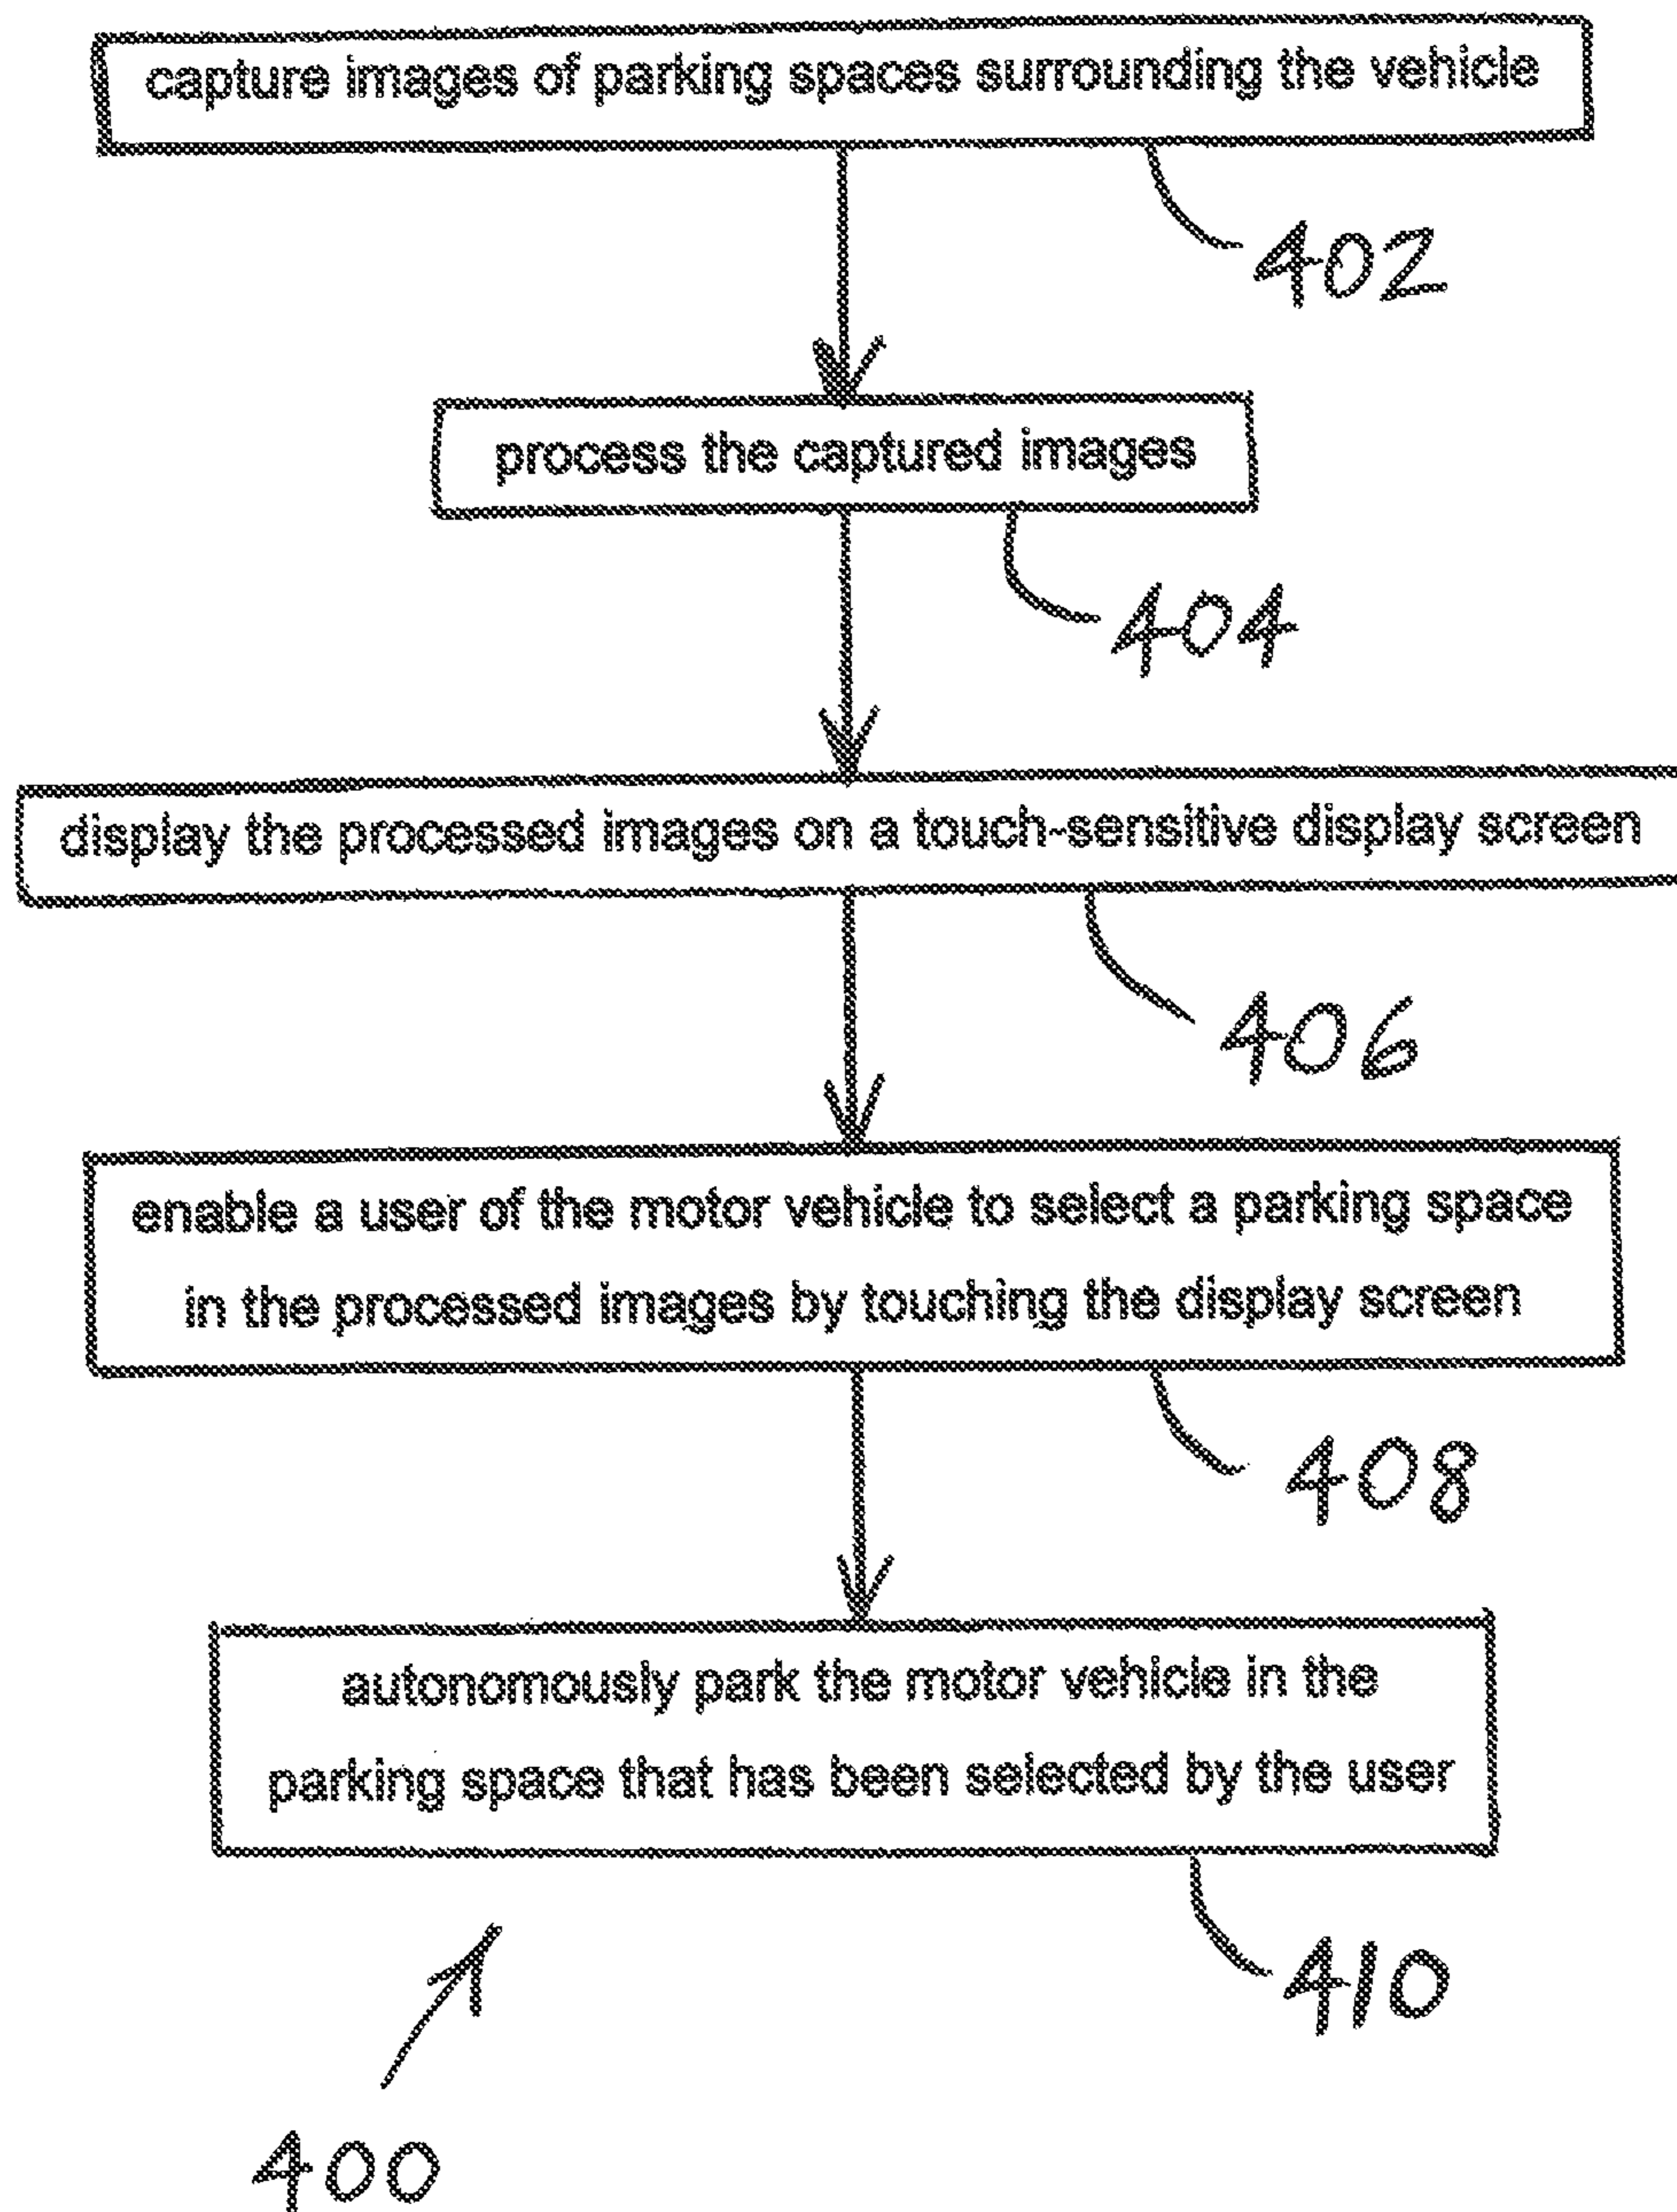 capture images of parking spaces surrounding the vehicle
402
process the captured images
404
display the processed images on a touch-sensitive display screen
406
enable a user of the motor vehicle to select a parking space
in the processed images by touching the display screen
408
autonomously park the motor vehicle in the
parking space that has been selected by the user
410
400